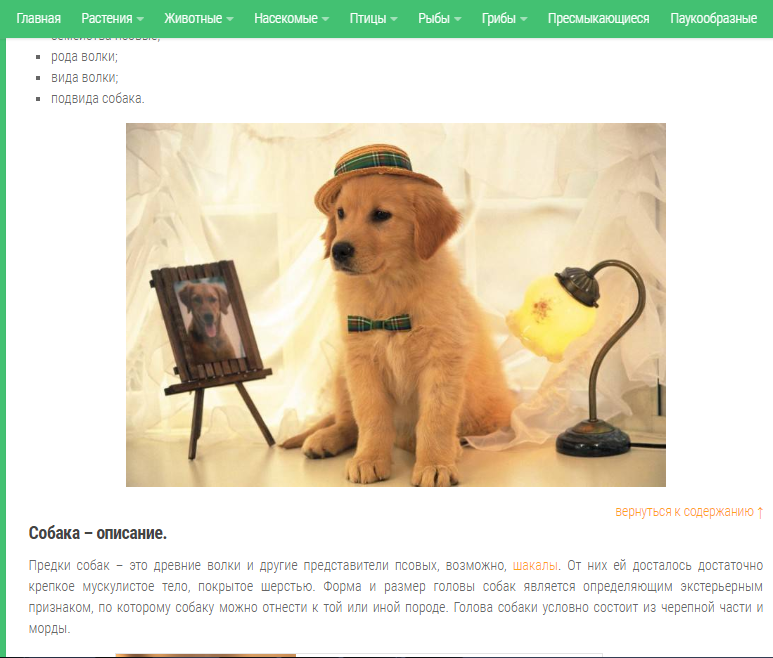 Главная Растения Животные Насекомые Птицы Рыбы Грибы Пресмыкающиеся Паукообразные
семейства псовые;
рода волки;
вида волки;
подвида собака.
вернуться к содержанию ↑
Собака – описание.
Предки собак – это древние волки и другие представители псовых, возможно, шакалы. От них ей досталось достаточно
крепкое мускулистое тело, покрытое шерстью. Форма и размер головы собак является определяющим экстерьерным
признаком, по которому собаку можно отнести к той или иной породе. Голова собаки условно состоит из черепной части и
морды.